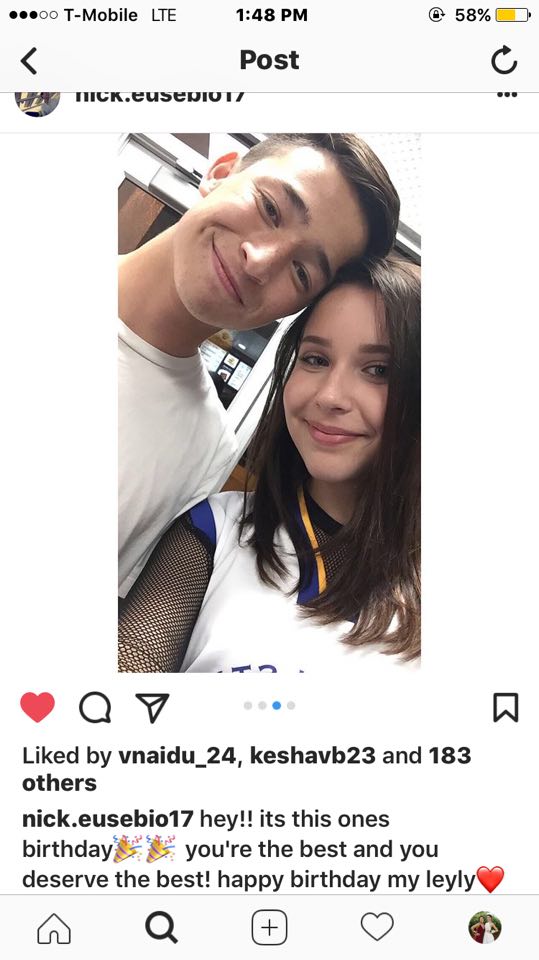 T-Mobile LTE 1:48 PM 58%
Post
nick.eusebio17
Liked by vnaidu_24, keshavb23 and 183
others
nick.eusebio17 hey!! its this ones
birthday🎉🎉 you're the best and you
deserve the best! happy birthday my leyly❤️